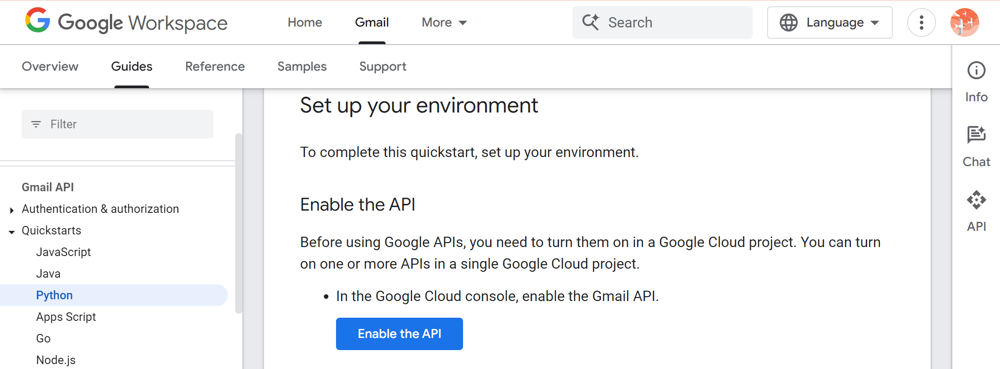 Google Workspace
Home
Gmail
More
Search
Language
Overview
Guides
Reference
Samples
Support
Info
Chat
API
Filter
Gmail API
Authentication & authorization
Quickstarts
JavaScript
Java
Python
Apps Script
Go
Node.js
Set up your environment
To complete this quickstart, set up your environment.
Enable the API
Before using Google APIs, you need to turn them on in a Google Cloud project. You can turn
on one or more APIs in a single Google Cloud project.
• In the Google Cloud console, enable the Gmail API.
Enable the API